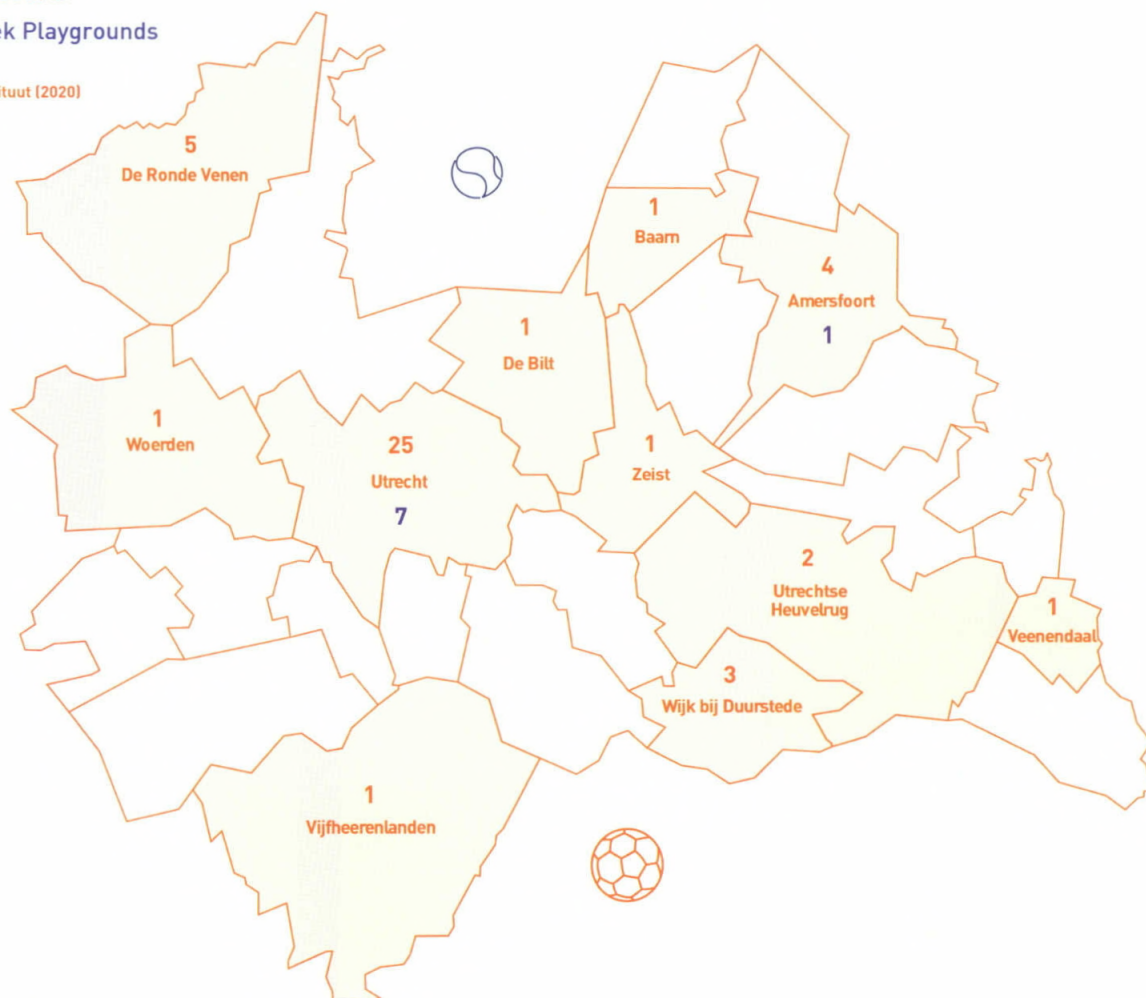 Playgrounds
(2020)
5
De Ronde Venen
1
Baarn
4
Amersfoort
1
1
De Bilt
1
Woerden
25
Utrecht
7
1
Zeist
2
Utrechtse
Heuvelrug
1
Veenendaal
3
Wijk bij Duurstede
1
Vijfheerenlanden